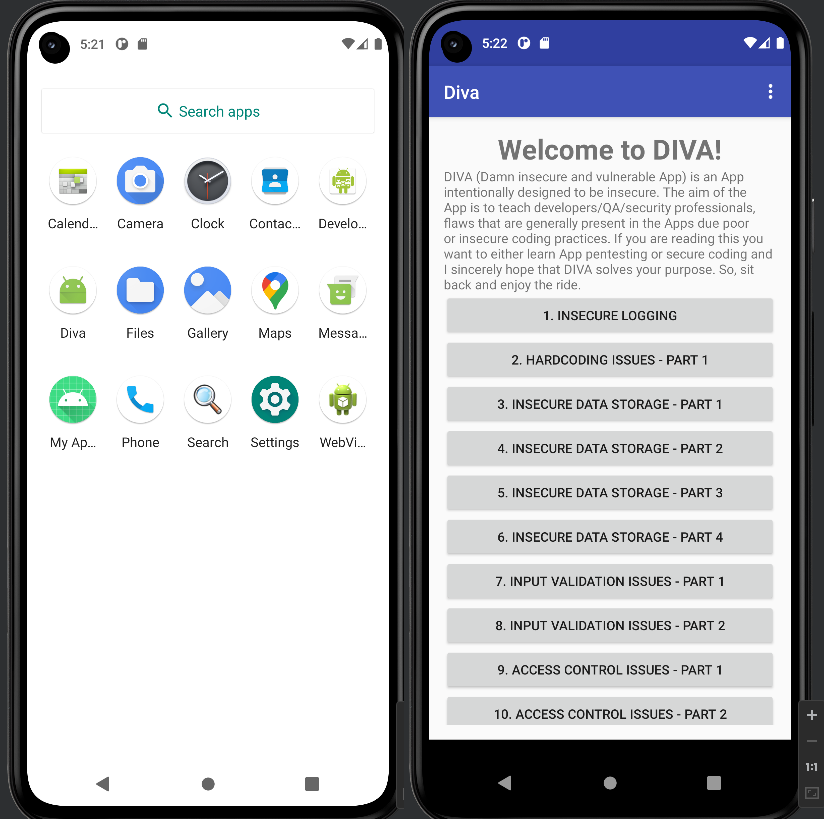 5:21
Search apps
Calend...
Camera
Clock
Contac...
Develo...
Diva
Files
Gallery
Maps
Messa...
My Ap...
Phone
Search
Settings
WebVi...
5:22
Diva
Welcome to DIVA!
DIVA (Damn insecure and vulnerable App) is an App
intentionally designed to be insecure. The aim of the
App is to teach developers/QA/security professionals,
flaws that are generally present in the Apps due poor
or insecure coding practices. If you are reading this you
want to either learn App pentesting or secure coding and
I sincerely hope that DIVA solves your purpose. So, sit
back and enjoy the ride.
1. INSECURE LOGGING
2. HARDCODING ISSUES - PART 1
3. INSECURE DATA STORAGE - PART 1
4. INSECURE DATA STORAGE - PART 2
5. INSECURE DATA STORAGE - PART 3
6. INSECURE DATA STORAGE - PART 4
7. INPUT VALIDATION ISSUES - PART 1
8. INPUT VALIDATION ISSUES - PART 2
9. ACCESS CONTROL ISSUES - PART 1
10. ACCESS CONTROL ISSUES - PART 2
1:1